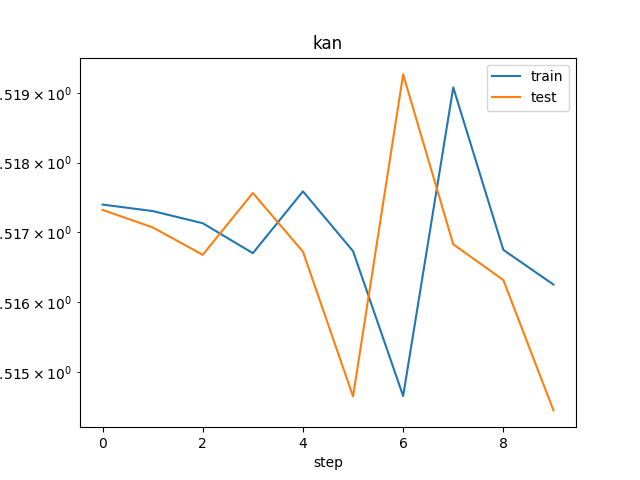 kan
train
test
.519 × 10⁰
.518 × 10⁰
.517 × 10⁰
.516 × 10⁰
.515 × 10⁰
0 2 4 6 8
step